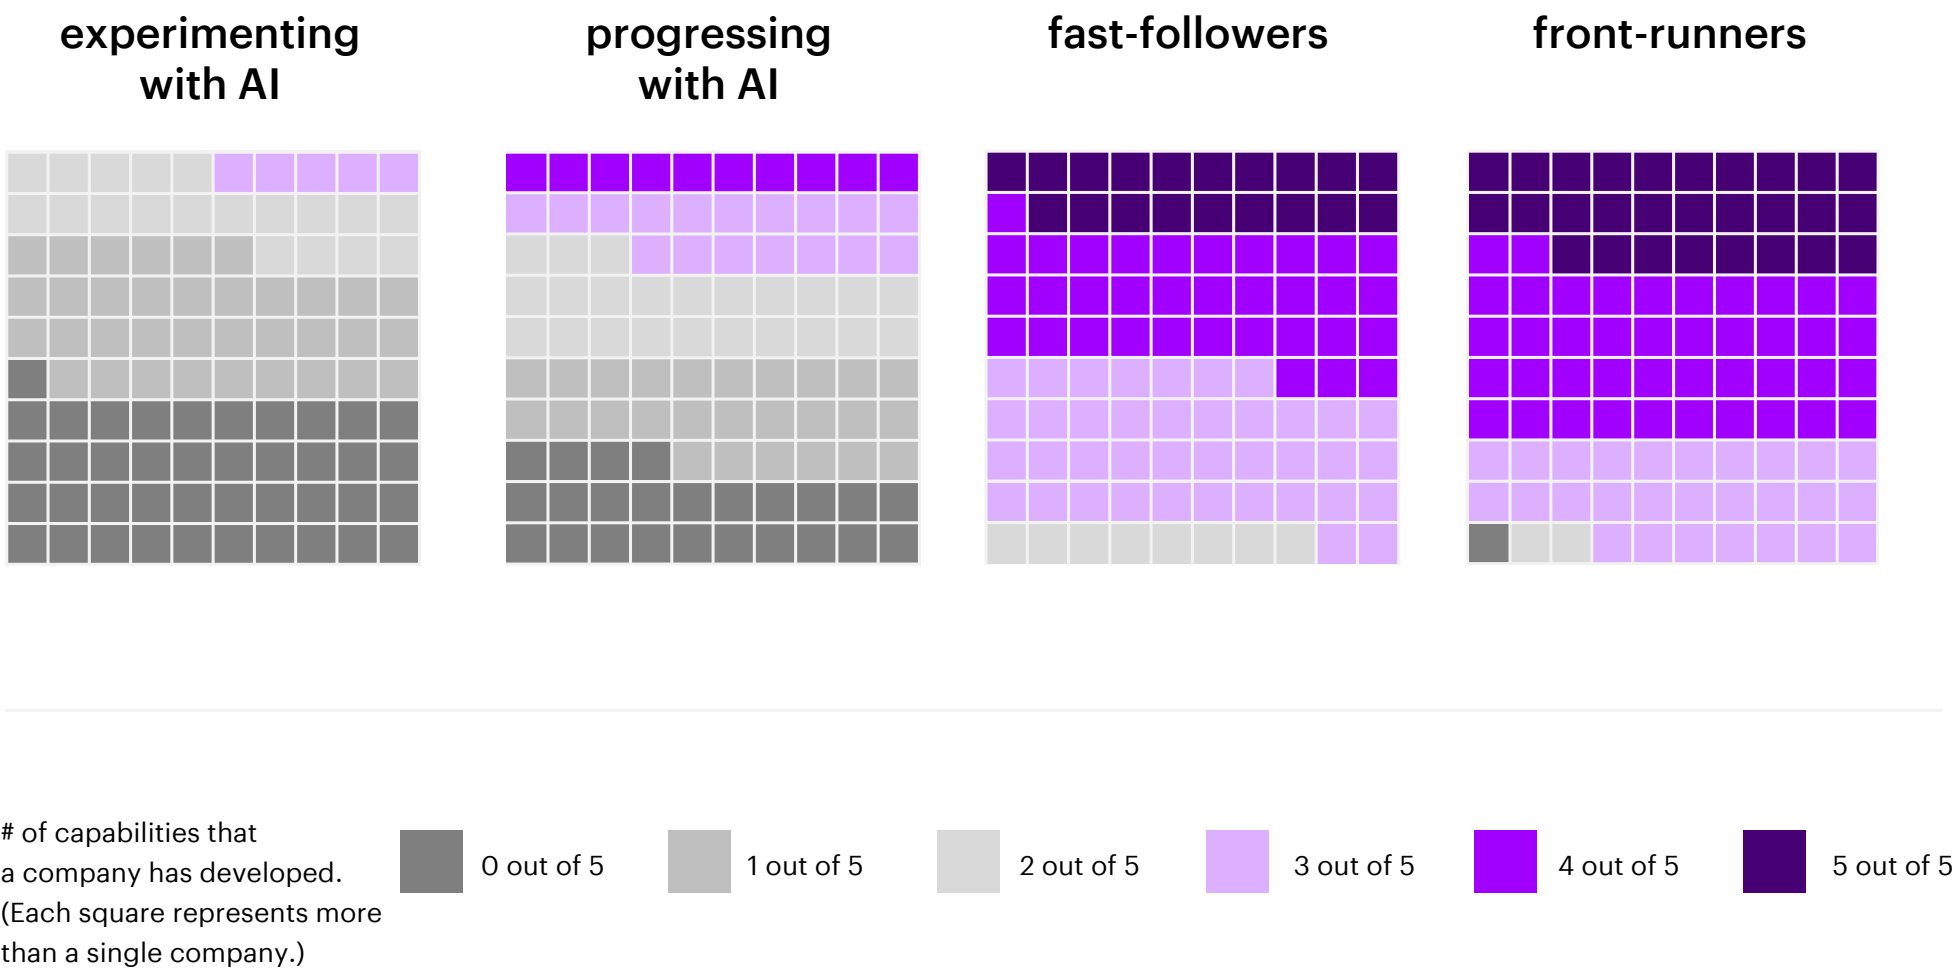 experimenting
with AI
progressing
with AI
fast-followers
front-runners
# of capabilities that
a company has developed.
(Each square represents more
than a single company.)
0 out of 5
1 out of 5
2 out of 5
3 out of 5
4 out of 5
5 out of 5